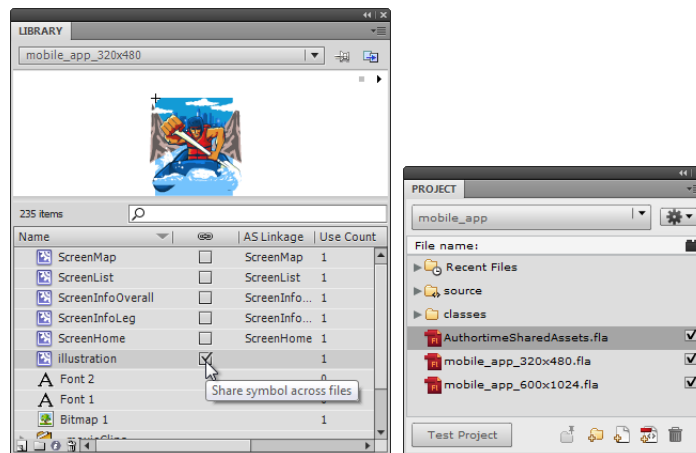 LIBRARY
mobile_app_320x480
235 items
Name AS Linkage Use Count
ScreenMap ScreenMap 1
ScreenList ScreenList 1
ScreenInfoOverall ScreenInfo... 1
ScreenInfoLeg ScreenInfo... 1
ScreenHome ScreenHome 1
illustration 1
Font 2
Font 1
Share symbol across files
Bitmap 1 1
PROJECT
mobile_app
File name:
Recent Files
source
classes
AuthortimeSharedAssets.fla
mobile_app_320x480.fla
mobile_app_600x1024.fla
Test Project